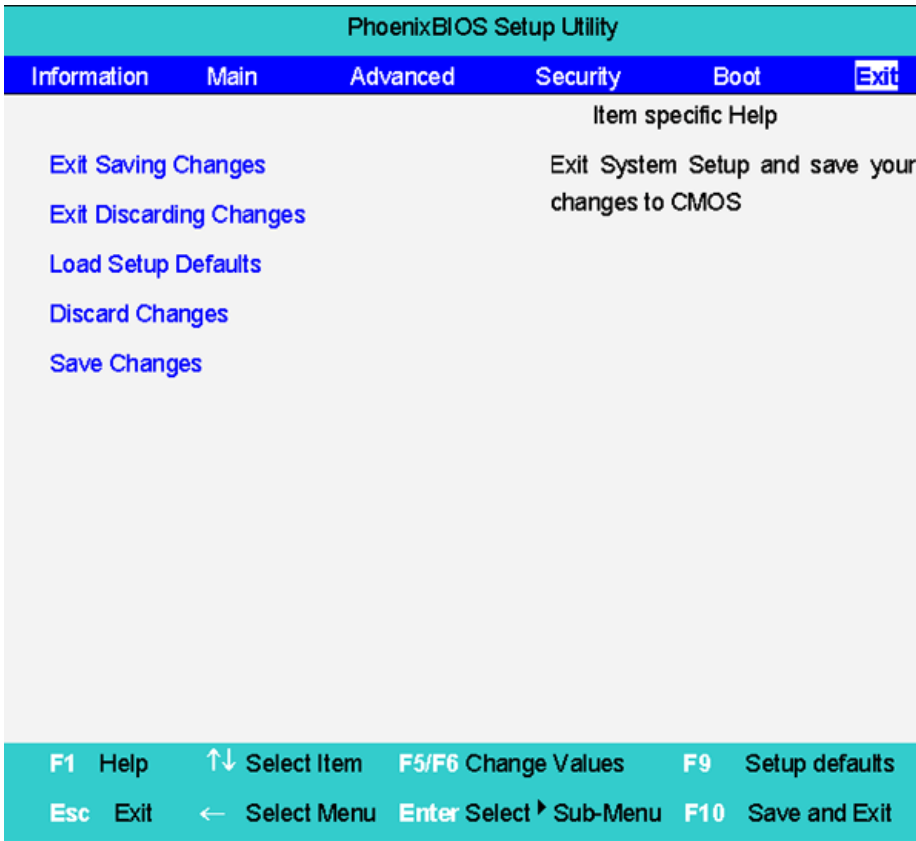 PhoenixBIOS Setup Utility
Information Main Advanced Security Boot Exit
Item specific Help
Exit Saving Changes
Exit Discarding Changes
Load Setup Defaults
Discard Changes
Save Changes
Exit System Setup and save your
changes to CMOS
F1 Help ↑↓ Select Item F5/F6 Change Values F9 Setup defaults
Esc Exit ← Select Menu Enter Select ▸ Sub-Menu F10 Save and Exit